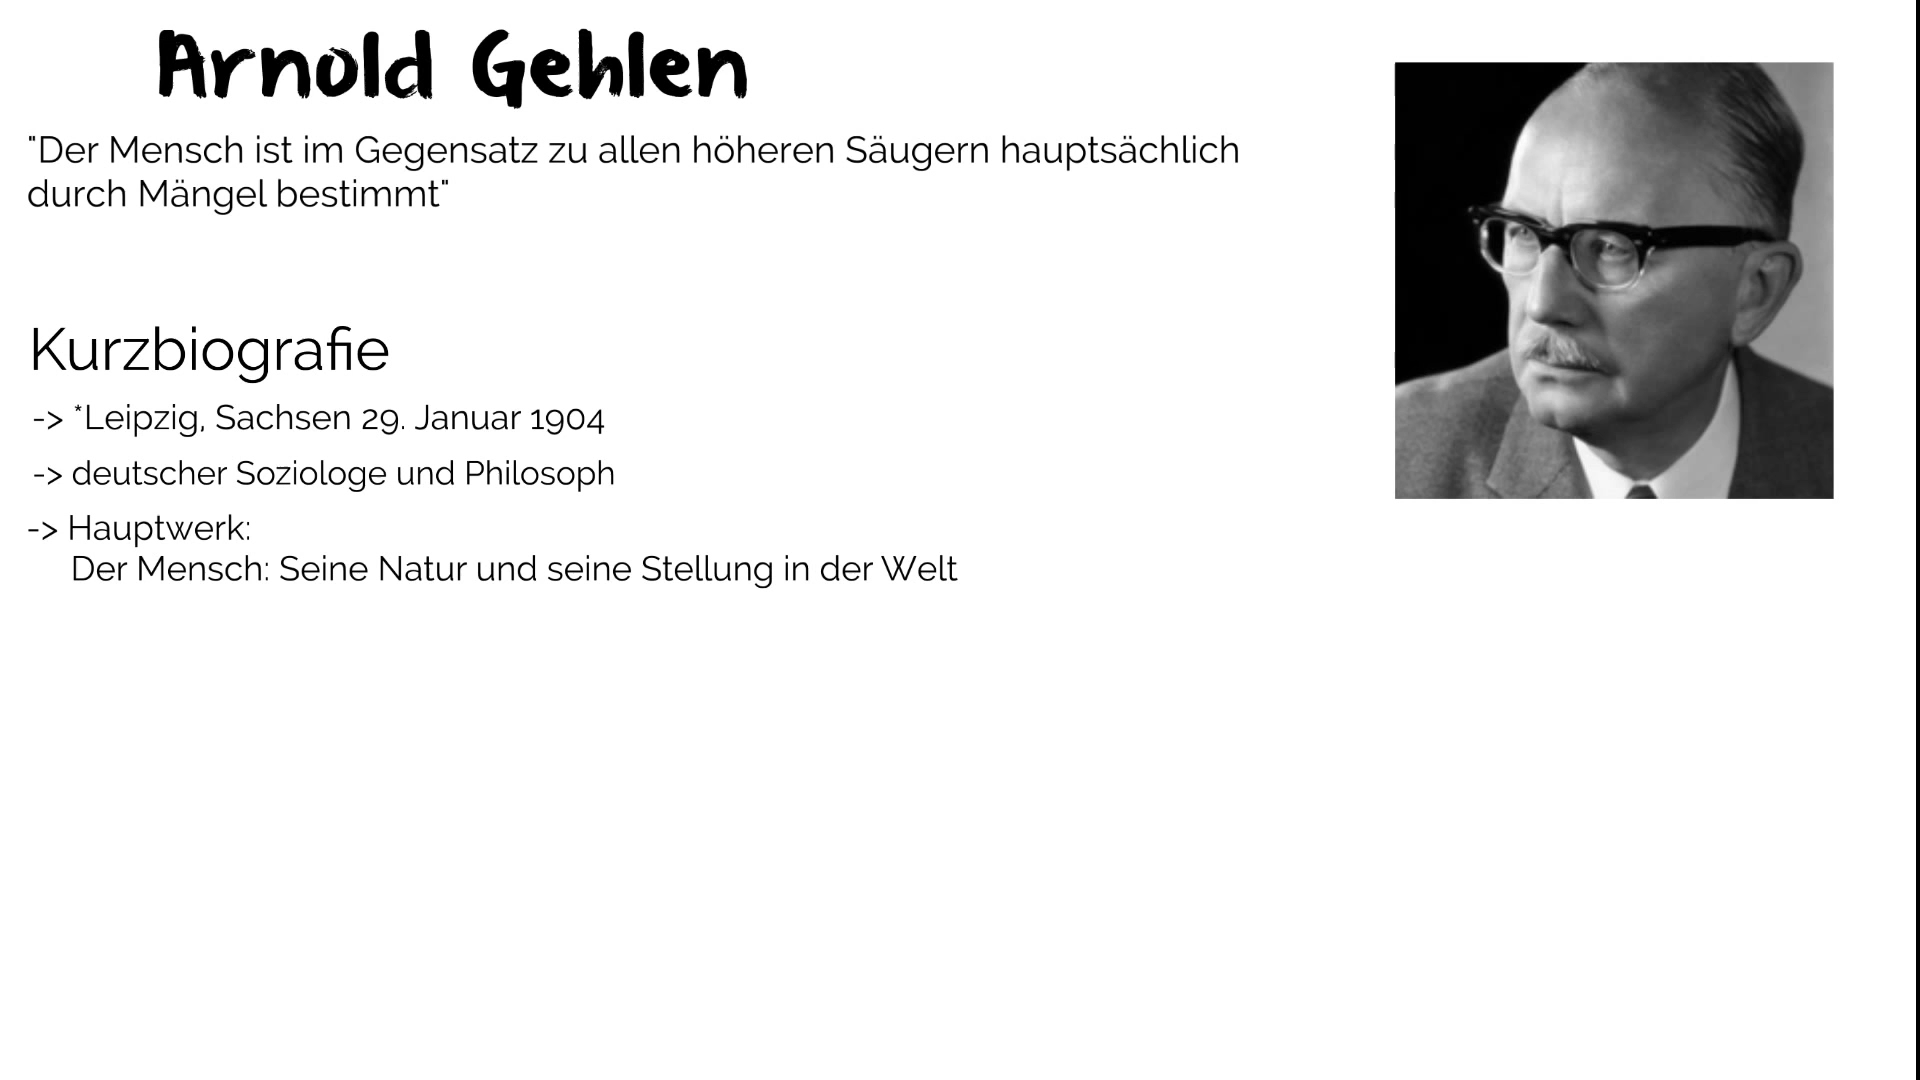 Arnold Gehlen
"Der Mensch ist im Gegensatz zu allen höheren Säugern hauptsächlich
durch Mängel bestimmt"
Kurzbiografie
-> *Leipzig, Sachsen 29. Januar 1904
-> deutscher Soziologe und Philosoph
-> Hauptwerk:
Der Mensch: Seine Natur und seine Stellung in der Welt